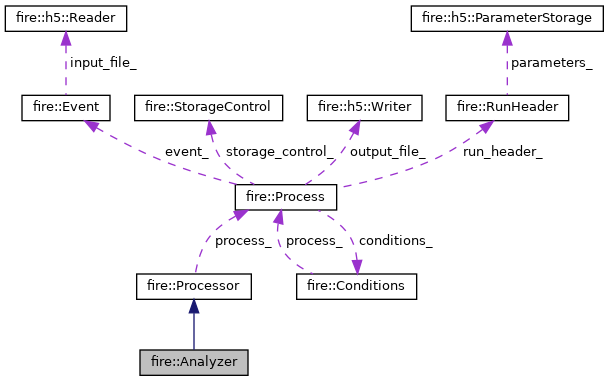 fire::h5::Reader
fire::h5::ParameterStorage
input_file_
parameters_
fire::Event
fire::StorageControl
fire::h5::Writer
fire::RunHeader
event_
storage_control_
output_file_
run_header_
fire::Process
process_
process_
conditions_
fire::Processor
fire::Conditions
fire::Analyzer